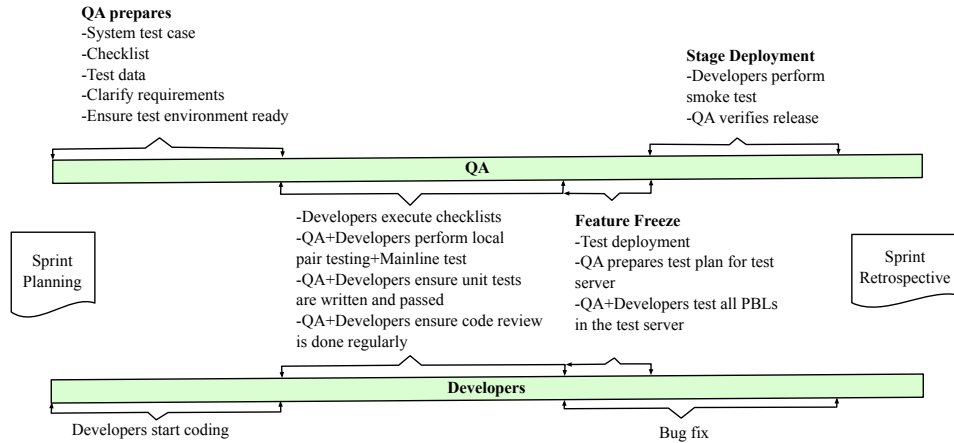 QA prepares
-System test case
-Checklist
-Test data
-Clarify requirements
-Ensure test environment ready
Stage Deployment
-Developers perform
smoke test
-QA verifies release
QA
Sprint
Planning
-Developers execute checklists
-QA+Developers perform local
pair testing+Mainline test
-QA+Developers ensure unit tests
are written and passed
-QA+Developers ensure code review
is done regularly
Feature Freeze
-Test deployment
-QA prepares test plan for test
server
-QA+Developers test all PBLs
in the test server
Sprint
Retrospective
Developers
Developers start coding
Bug fix